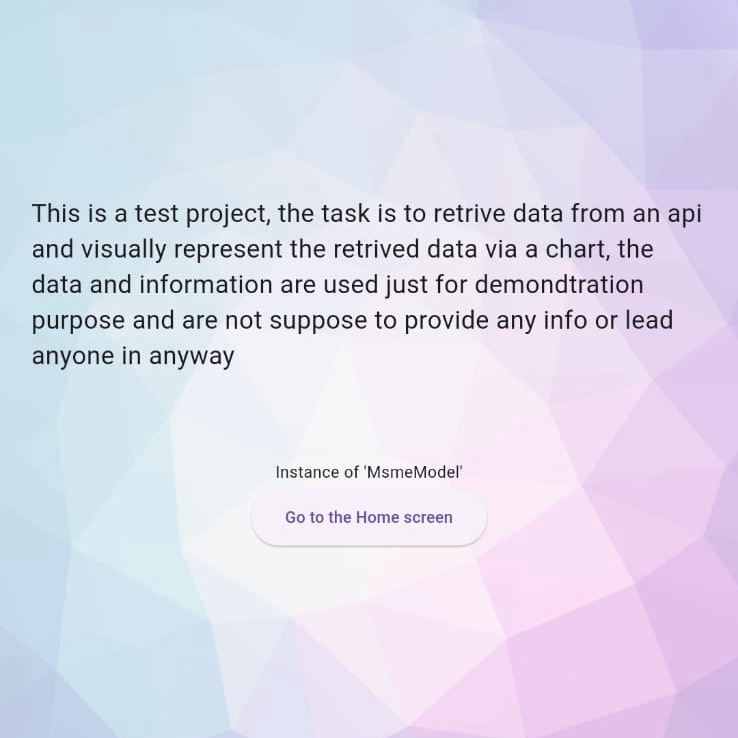 This is a test project, the task is to retrive data from an api
and visually represent the retrived data via a chart, the
data and information are used just for demondtration
purpose and are not suppose to provide any info or lead
anyone in anyway
Instance of 'MsmeModel'
Go to the Home screen